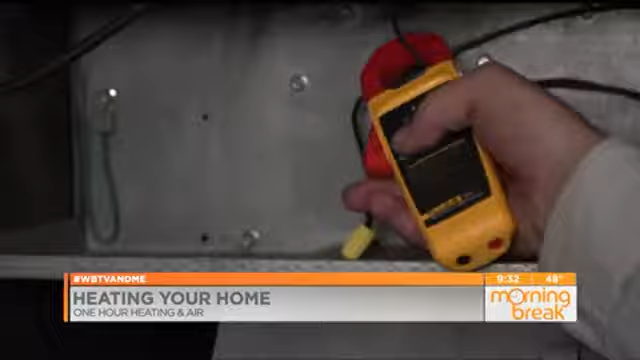 #WBTVANDME
9:32 48°
HEATING YOUR HOME
ONE HOUR HEATING & AIR
morning
break